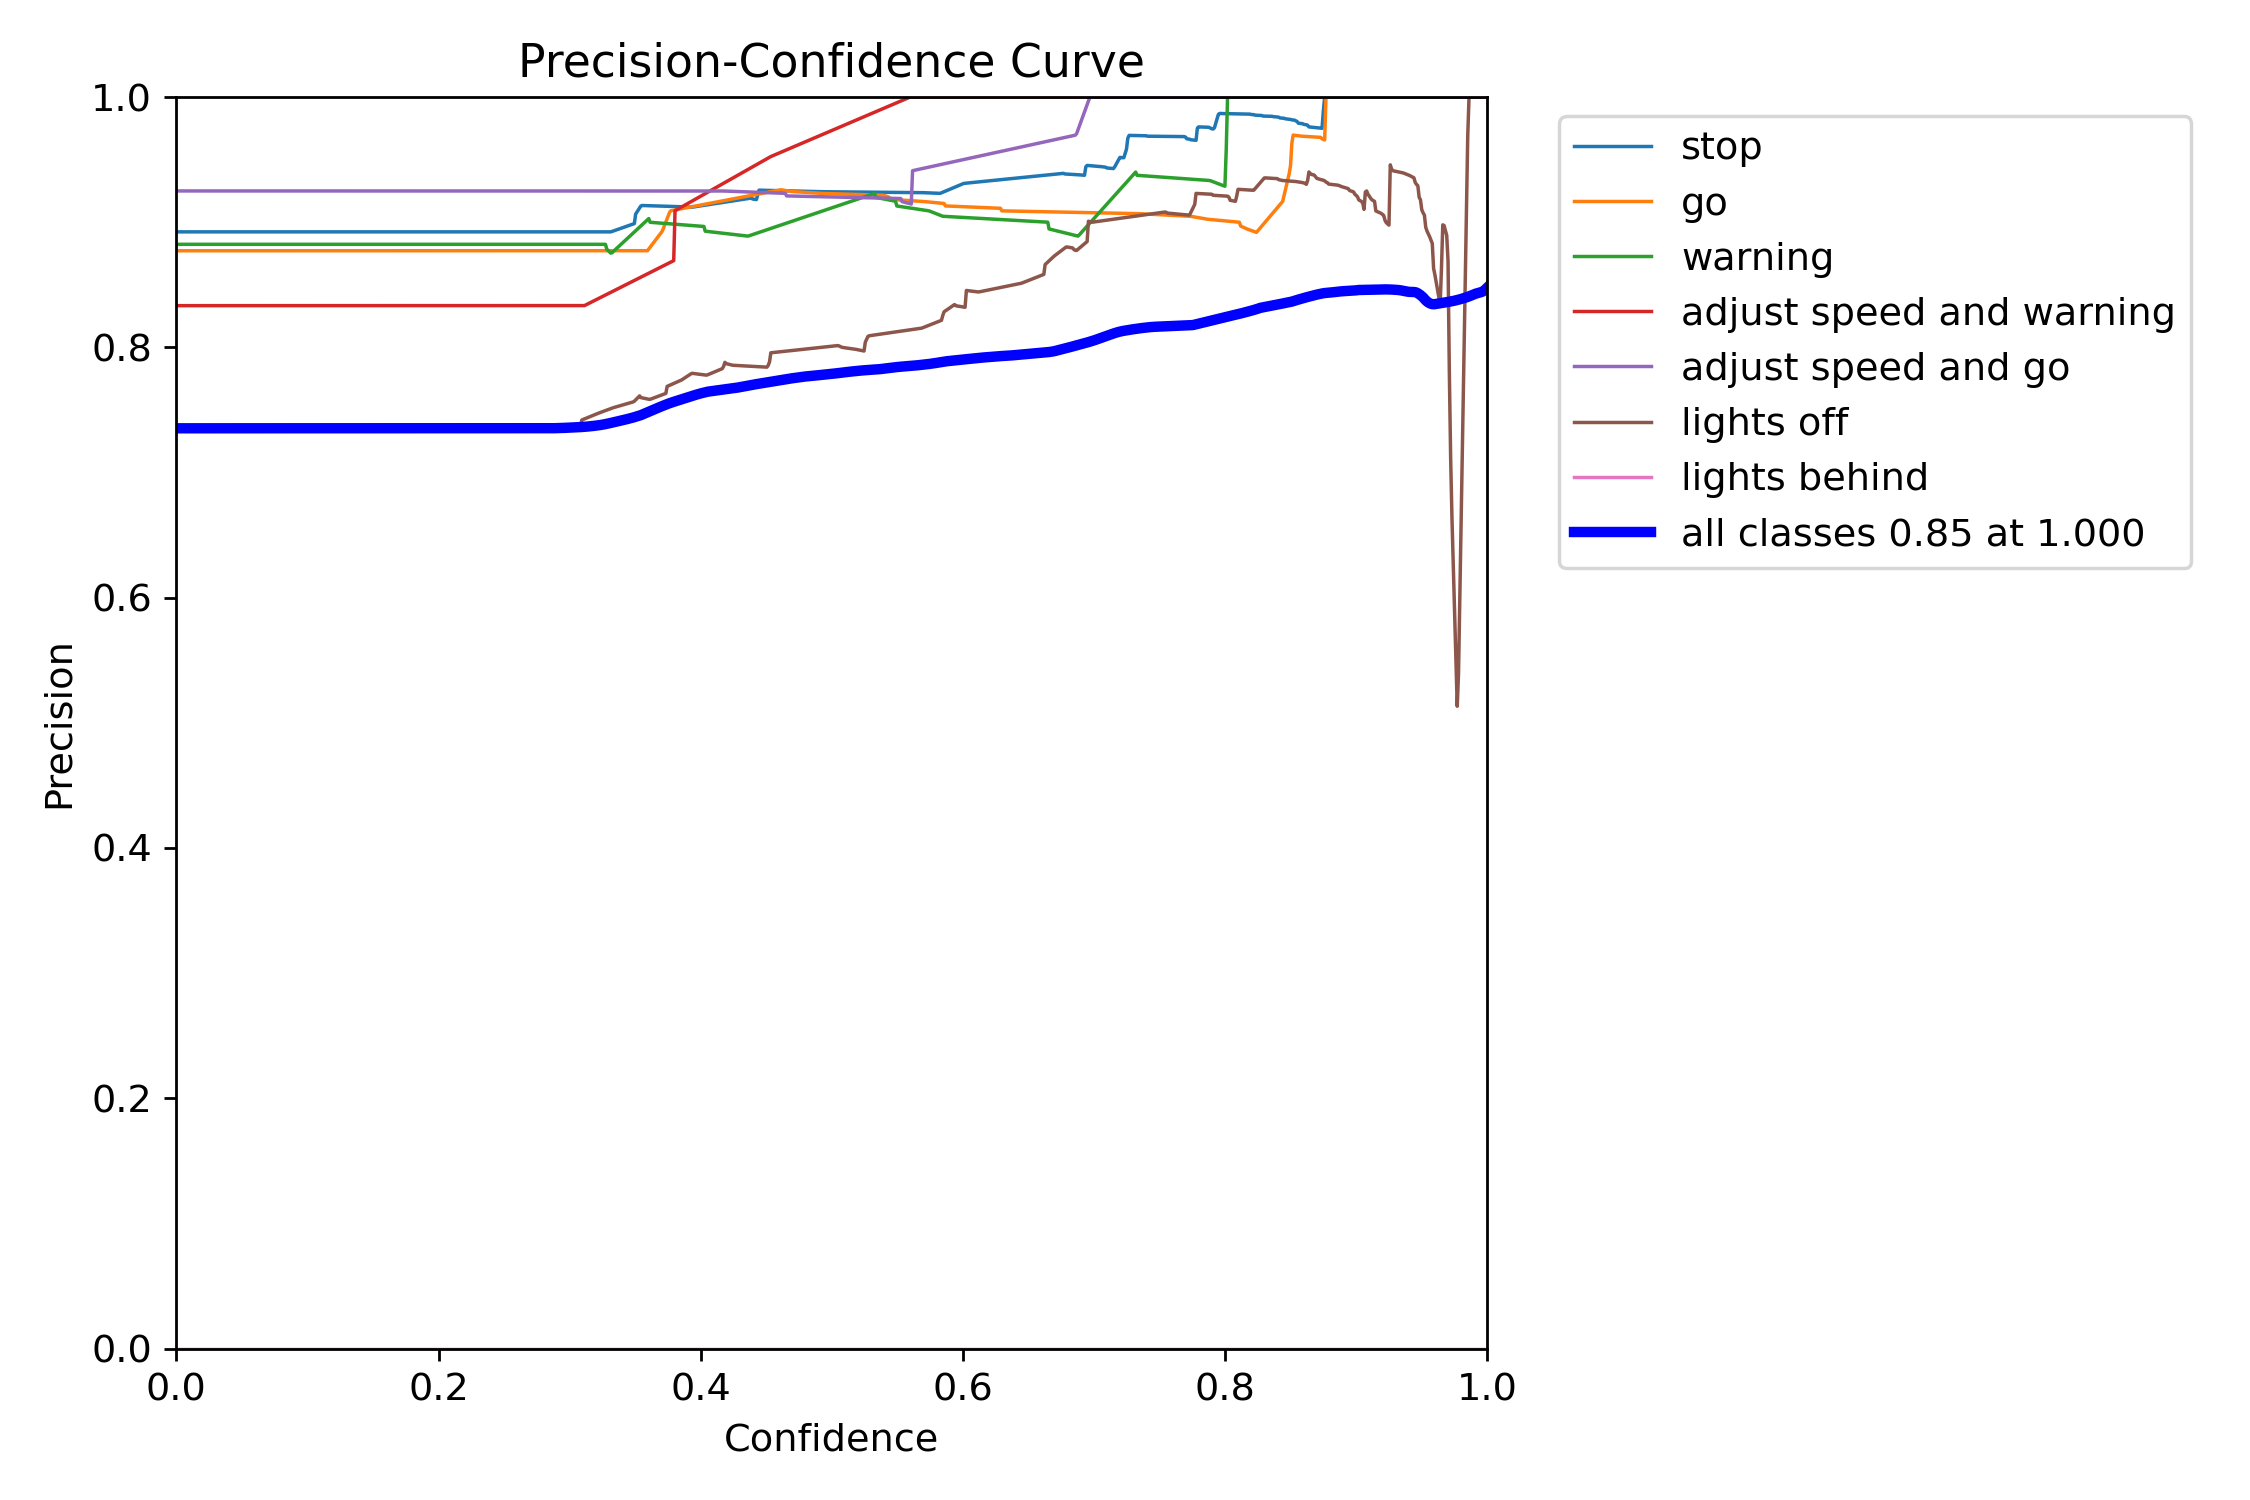 Precision-Confidence Curve
1.0
0.8
0.6
0.4
0.2
0.0
Precision
0.0 0.2 0.4 0.6 0.8 1.0
Confidence
stop
go
warning
adjust speed and warning
adjust speed and go
lights off
lights behind
all classes 0.85 at 1.000